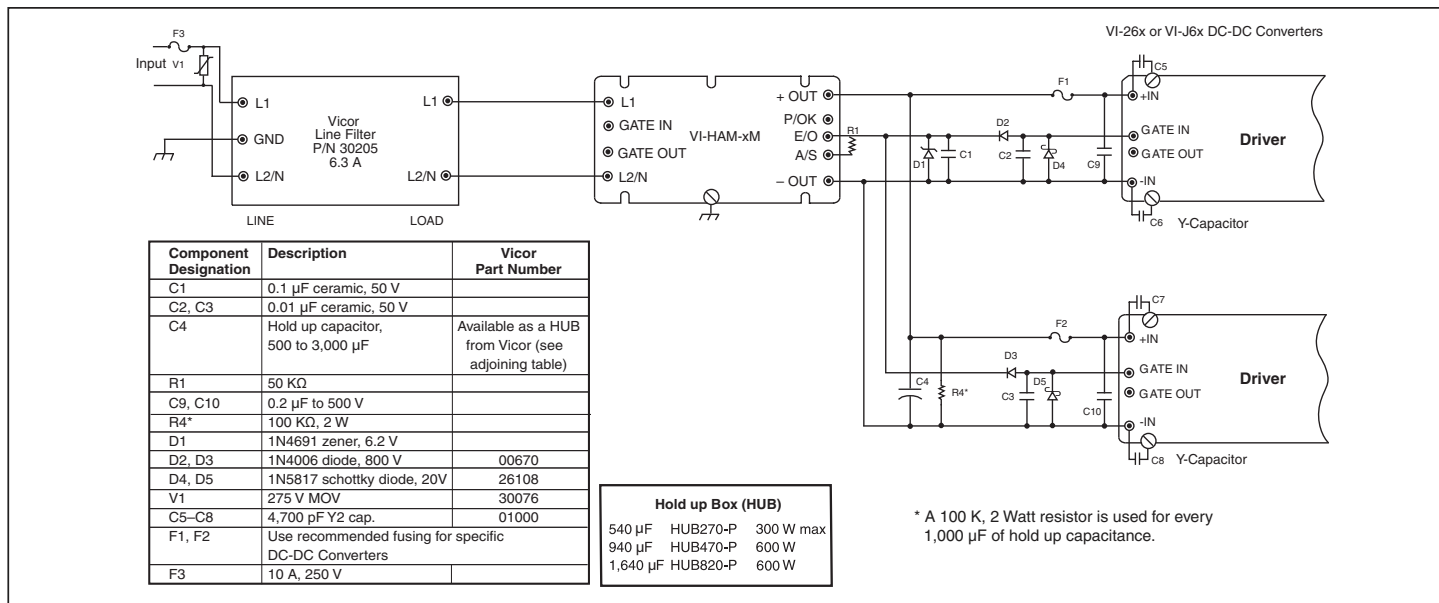 F3
Input V1
L1
GND
L2/N
Vicor
Line Filter
P/N 30205
6.3 A
L1
L2/N
LINE
LOAD
L1
GATE IN
GATE OUT
L2/N
VI-HAM-xM
+ OUT
P/OK
E/O
A/S
– OUT
R1
F1
D2
D1
C1
C2
D4
C9
VI-26x or VI-J6x DC-DC Converters
C5
+IN
GATE IN
GATE OUT
-IN
Driver
C6
Y-Capacitor
F2
D3
C4
R4*
C3
D5
C10
C7
+IN
GATE IN
GATE OUT
-IN
Driver
C8
Y-Capacitor
Component Description Vicor
Designation Part Number
C1 0.1 µF ceramic, 50 V
C2, C3 0.01 µF ceramic, 50 V
C4 Hold up capacitor, Available as a HUB
500 to 3,000 µF from Vicor (see
adjoining table)
R1 50 KΩ
C9, C10 0.2 µF to 500 V
R4* 100 KΩ, 2 W
D1 1N4691 zener, 6.2 V
D2, D3 1N4006 diode, 800 V 00670
D4, D5 1N5817 schottky diode, 20V 26108
V1 275 V MOV 30076
C5–C8 4,700 pF Y2 cap. 01000
F1, F2 Use recommended fusing for specific
DC-DC Converters
F3 10 A, 250 V
Hold up Box (HUB)
540 µF HUB270-P 300 W max
940 µF HUB470-P 600 W
1,640 µF HUB820-P 600 W
* A 100 K, 2 Watt resistor is used for every
1,000 µF of hold up capacitance.